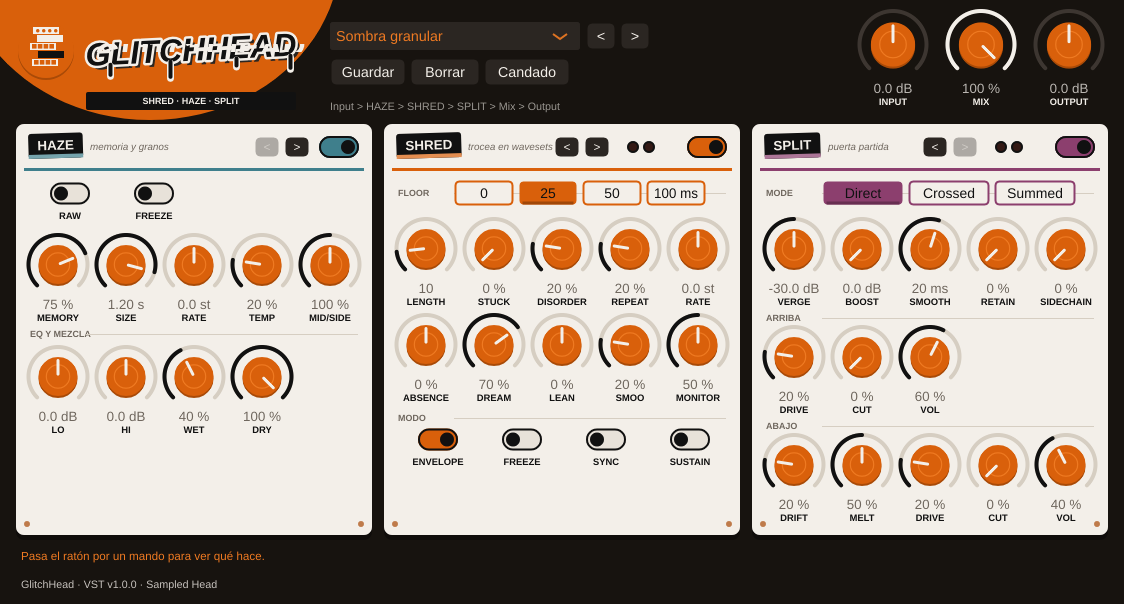 GLITCHHEAD
SHRED · HAZE · SPLIT
Sombra granular
< >
Guardar Borrar Candado
Input > HAZE > SHRED > SPLIT > Mix > Output
0.0 dB 100 % 0.0 dB
INPUT MIX OUTPUT
HAZE memoria y granos < >
RAW FREEZE
75 % 1.20 s 0.0 st 20 % 100 %
MEMORY SIZE RATE TEMP MID/SIDE
EQ Y MEZCLA
0.0 dB 0.0 dB 40 % 100 %
LO HI WET DRY
SHRED trocea en wavesets < >
FLOOR 0 25 50 100 ms
10 0 % 20 % 20 % 0.0 st
LENGTH STUCK DISORDER REPEAT RATE
0 % 70 % 0 % 20 % 50 %
ABSENCE DREAM LEAN SMOO MONITOR
MODO
ENVELOPE FREEZE SYNC SUSTAIN
SPLIT puerta partida < >
MODE Direct Crossed Summed
-30.0 dB 0.0 dB 20 ms 0 % 0 %
VERGE BOOST SMOOTH RETAIN SIDECHAIN
ARRIBA
20 % 0 % 60 %
DRIVE CUT VOL
ABAJO
20 % 50 % 20 % 0 % 40 %
DRIFT MELT DRIVE CUT VOL
Pasa el ratón por un mando para ver qué hace.
GlitchHead · VST v1.0.0 · Sampled Head